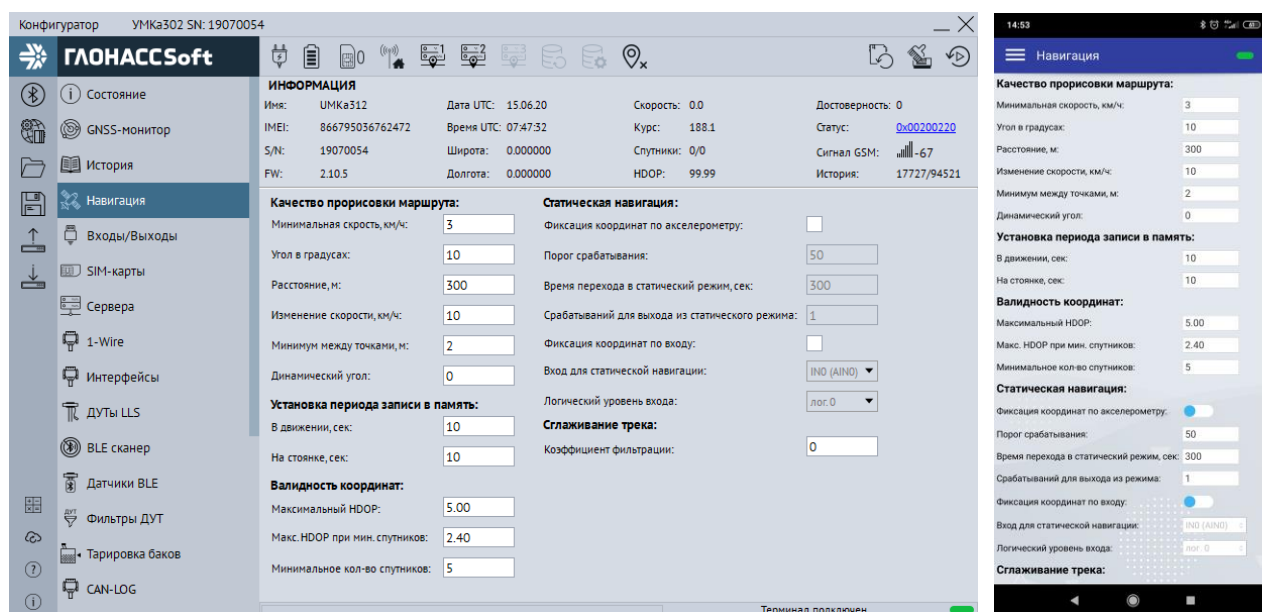 Конфигуратор УМКа302 SN: 19070054
ГЛОНАССSoft
0 1 2
Состояние
GNSS-монитор
История
Навигация
Входы/Выходы
SIM-карты
Сервера
1-Wire
Интерфейсы
ДУТы LLS
BLE сканер
Датчики BLE
Фильтры ДУТ
Тарировка баков
CAN-LOG
ИНФОРМАЦИЯ
Имя: UMKa312 Дата UTC: 15.06.20 Скорость: 0.0 Достоверность: 0
IMEI: 866795036762472 Время UTC: 07:47:32 Курс: 188.1 Статус: 0x00200220
S/N: 19070054 Широта: 0.000000 Спутники: 0/0 Сигнал GSM: -67
FW: 2.10.5 Долгота: 0.000000 HDOP: 99.99 История: 17727/94521
Качество прорисовки маршрута:
Минимальная скрость, км/ч: 3
Угол в градусах: 10
Расстояние, м: 300
Изменение скорости, км/ч: 10
Минимум между точками, м: 2
Динамический угол: 0
Установка периода записи в память:
В движении, сек: 10
На стоянке, сек: 10
Валидность координат:
Максимальный HDOP: 5.00
Макс. HDOP при мин. спутников: 2.40
Минимальное кол-во спутников: 5
Статическая навигация:
Фиксация координат по акселерометру:
Порог срабатывания: 50
Время перехода в статический режим, сек: 300
Срабатываний для выхода из статического режима: 1
Фиксация координат по входу:
Вход для статической навигации: IN0 (AIN0)
Логический уровень входа: лог. 0
Сглаживание трека:
Коэффициент фильтрации: 0
Терминал подключен
14:53
Навигация
Качество прорисовки маршрута:
Минимальная скорость, км/ч: 3
Угол в градусах: 10
Расстояние, м: 300
Изменение скорости, км/ч: 10
Минимум между точками, м: 2
Динамический угол: 0
Установка периода записи в память:
В движении, сек: 10
На стоянке, сек: 10
Валидность координат:
Максимальный HDOP: 5.00
Макс. HDOP при мин. спутников: 2.40
Минимальное кол-во спутников: 5
Статическая навигация:
Фиксация координат по акселерометру:
Порог срабатывания: 50
Время перехода в статический режим, сек: 300
Срабатываний для выхода из режима: 1
Фиксация координат по входу:
Вход для статической навигации: IN0 (AIN0)
Логический уровень входа: лог. 0
Сглаживание трека: